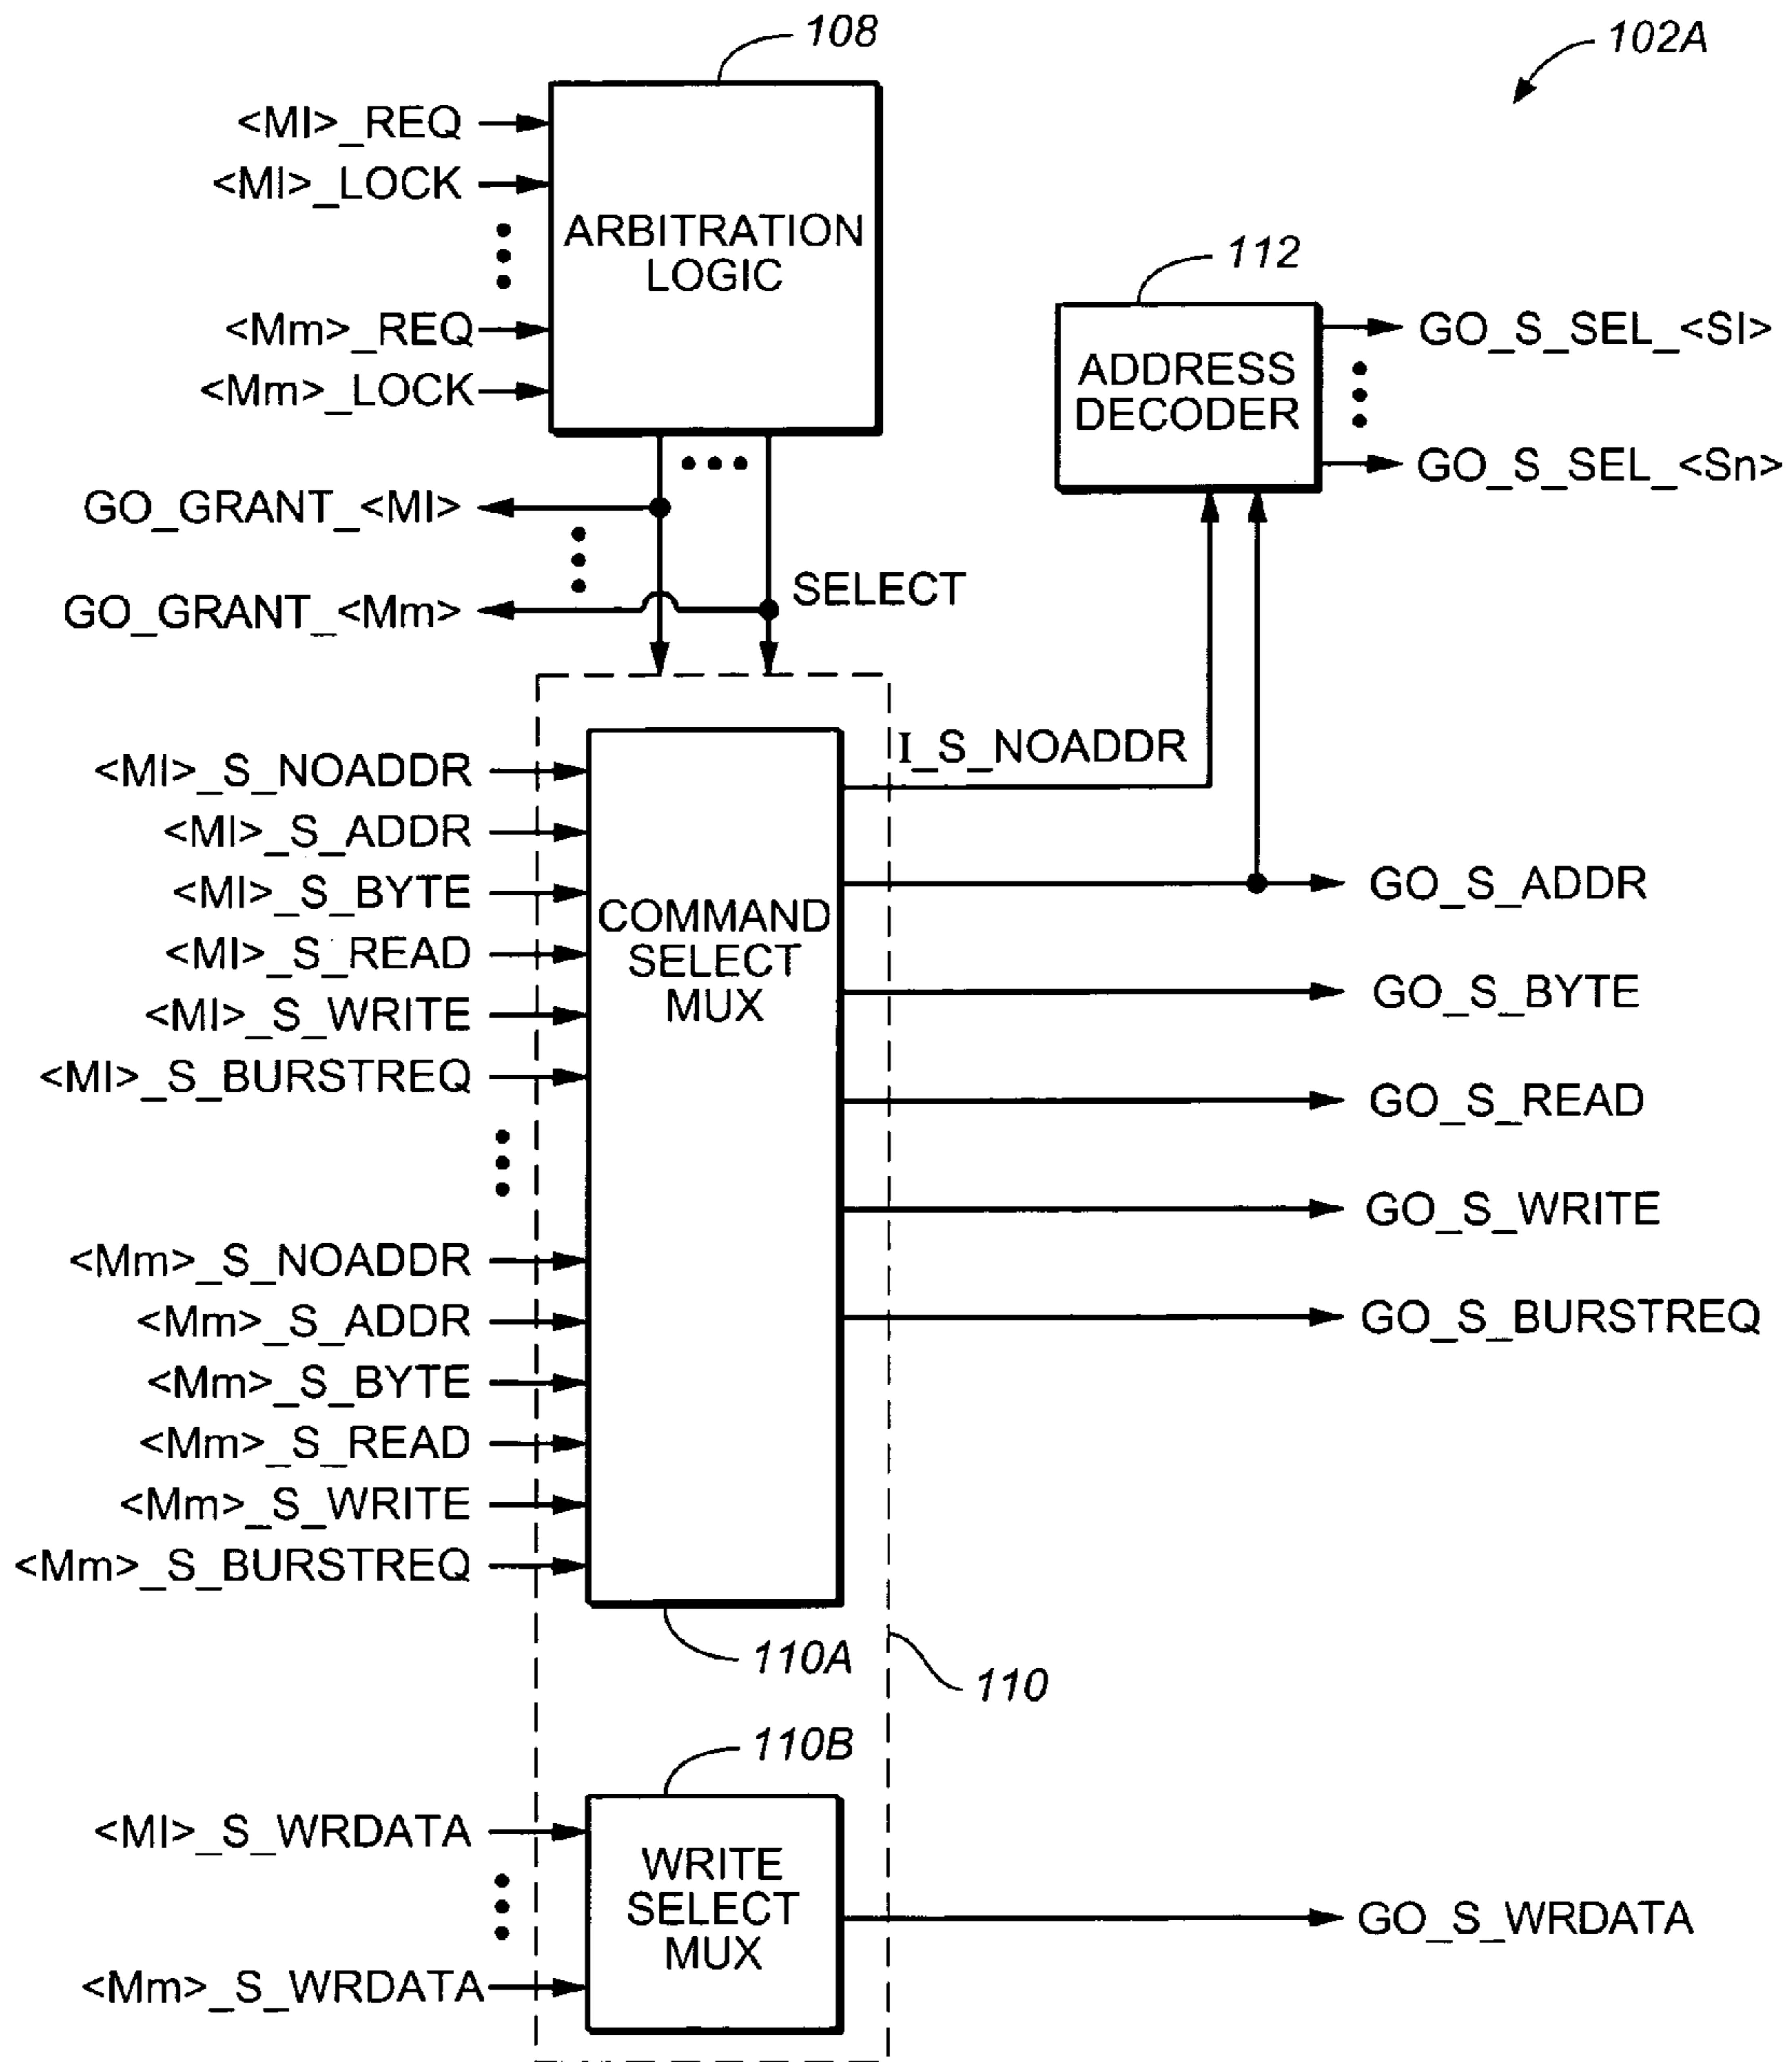 108
102A
<MI>_REQ
<MI>_LOCK
ARBITRATION
LOGIC
<Mm>_REQ
<Mm>_LOCK
112
ADDRESS
DECODER
GO_S_SEL_<SI>
GO_S_SEL_<Sn>
GO_GRANT_<MI>
GO_GRANT_<Mm>
SELECT
I_S_NOADDR
<MI>_S_NOADDR
<MI>_S_ADDR
<MI>_S_BYTE
<MI>_S_READ
<MI>_S_WRITE
<MI>_S_BURSTREQ
COMMAND
SELECT
MUX
GO_S_ADDR
GO_S_BYTE
GO_S_READ
GO_S_WRITE
GO_S_BURSTREQ
<Mm>_S_NOADDR
<Mm>_S_ADDR
<Mm>_S_BYTE
<Mm>_S_READ
<Mm>_S_WRITE
<Mm>_S_BURSTREQ
110A
110
110B
<MI>_S_WRDATA
<Mm>_S_WRDATA
WRITE
SELECT
MUX
GO_S_WRDATA